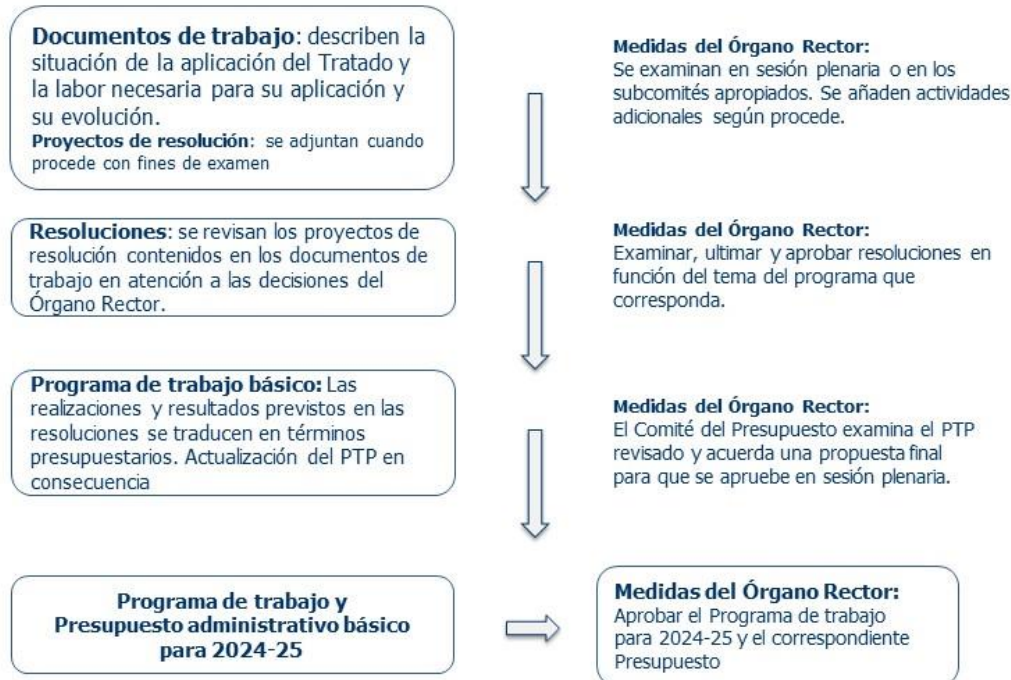 Documentos de trabajo: describen la
situación de la aplicación del Tratado y
la labor necesaria para su aplicación y
su evolución.
Proyectos de resolución: se adjuntan cuando
procede con fines de examen
Medidas del Órgano Rector:
Se examinan en sesión plenaria o en los
subcomités apropiados. Se añaden actividades
adicionales según procede.
Resoluciones: se revisan los proyectos de
resolución contenidos en los documentos de
trabajo en atención a las decisiones del
Órgano Rector.
Medidas del Órgano Rector:
Examinar, ultimar y aprobar resoluciones en
función del tema del programa que
corresponda.
Programa de trabajo básico: Las
realizaciones y resultados previstos en las
resoluciones se traducen en términos
presupuestarios. Actualización del PTP en
consecuencia
Medidas del Órgano Rector:
El Comité del Presupuesto examina el PTP
revisado y acuerda una propuesta final
para que se apruebe en sesión plenaria.
Programa de trabajo y
Presupuesto administrativo básico
para 2024-25
Medidas del Órgano Rector:
Aprobar el Programa de trabajo
para 2024-25 y el correspondiente
Presupuesto